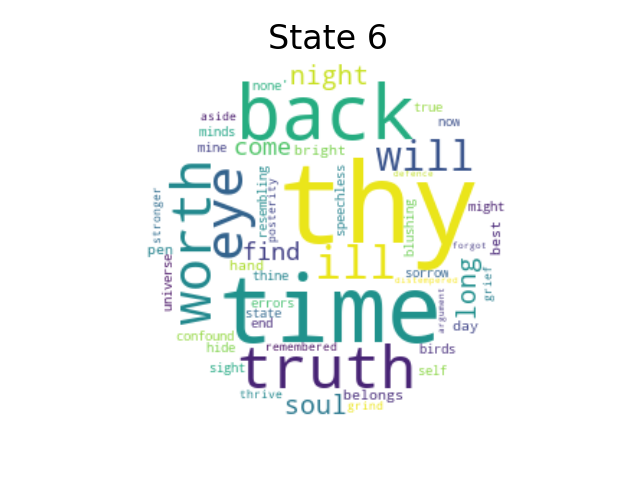 State 6
none
night
back
true
aside
now
minds
mine
come
bright
will
defence
thy
resembling
posterity
speechless
worth
eye
blushing
might
stronger
best
pen
find
ill
forgot
hand
sorrow
long
grief
universe
thine
distempered
errors
time
argument
state
end
day
confound
hide
remembered
birds
truth
sight
self
thrive
belongs
soul
grind